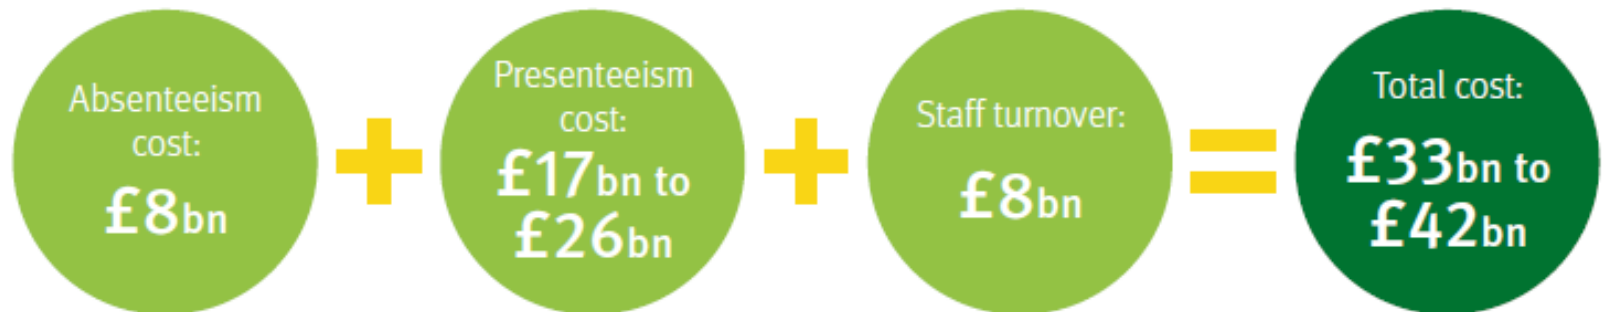 Absenteeism
cost:
£8bn
+
Presenteeism
cost:
£17bn to
£26bn
+
Staff turnover:
£8bn
=
Total cost:
£33bn to
£42bn